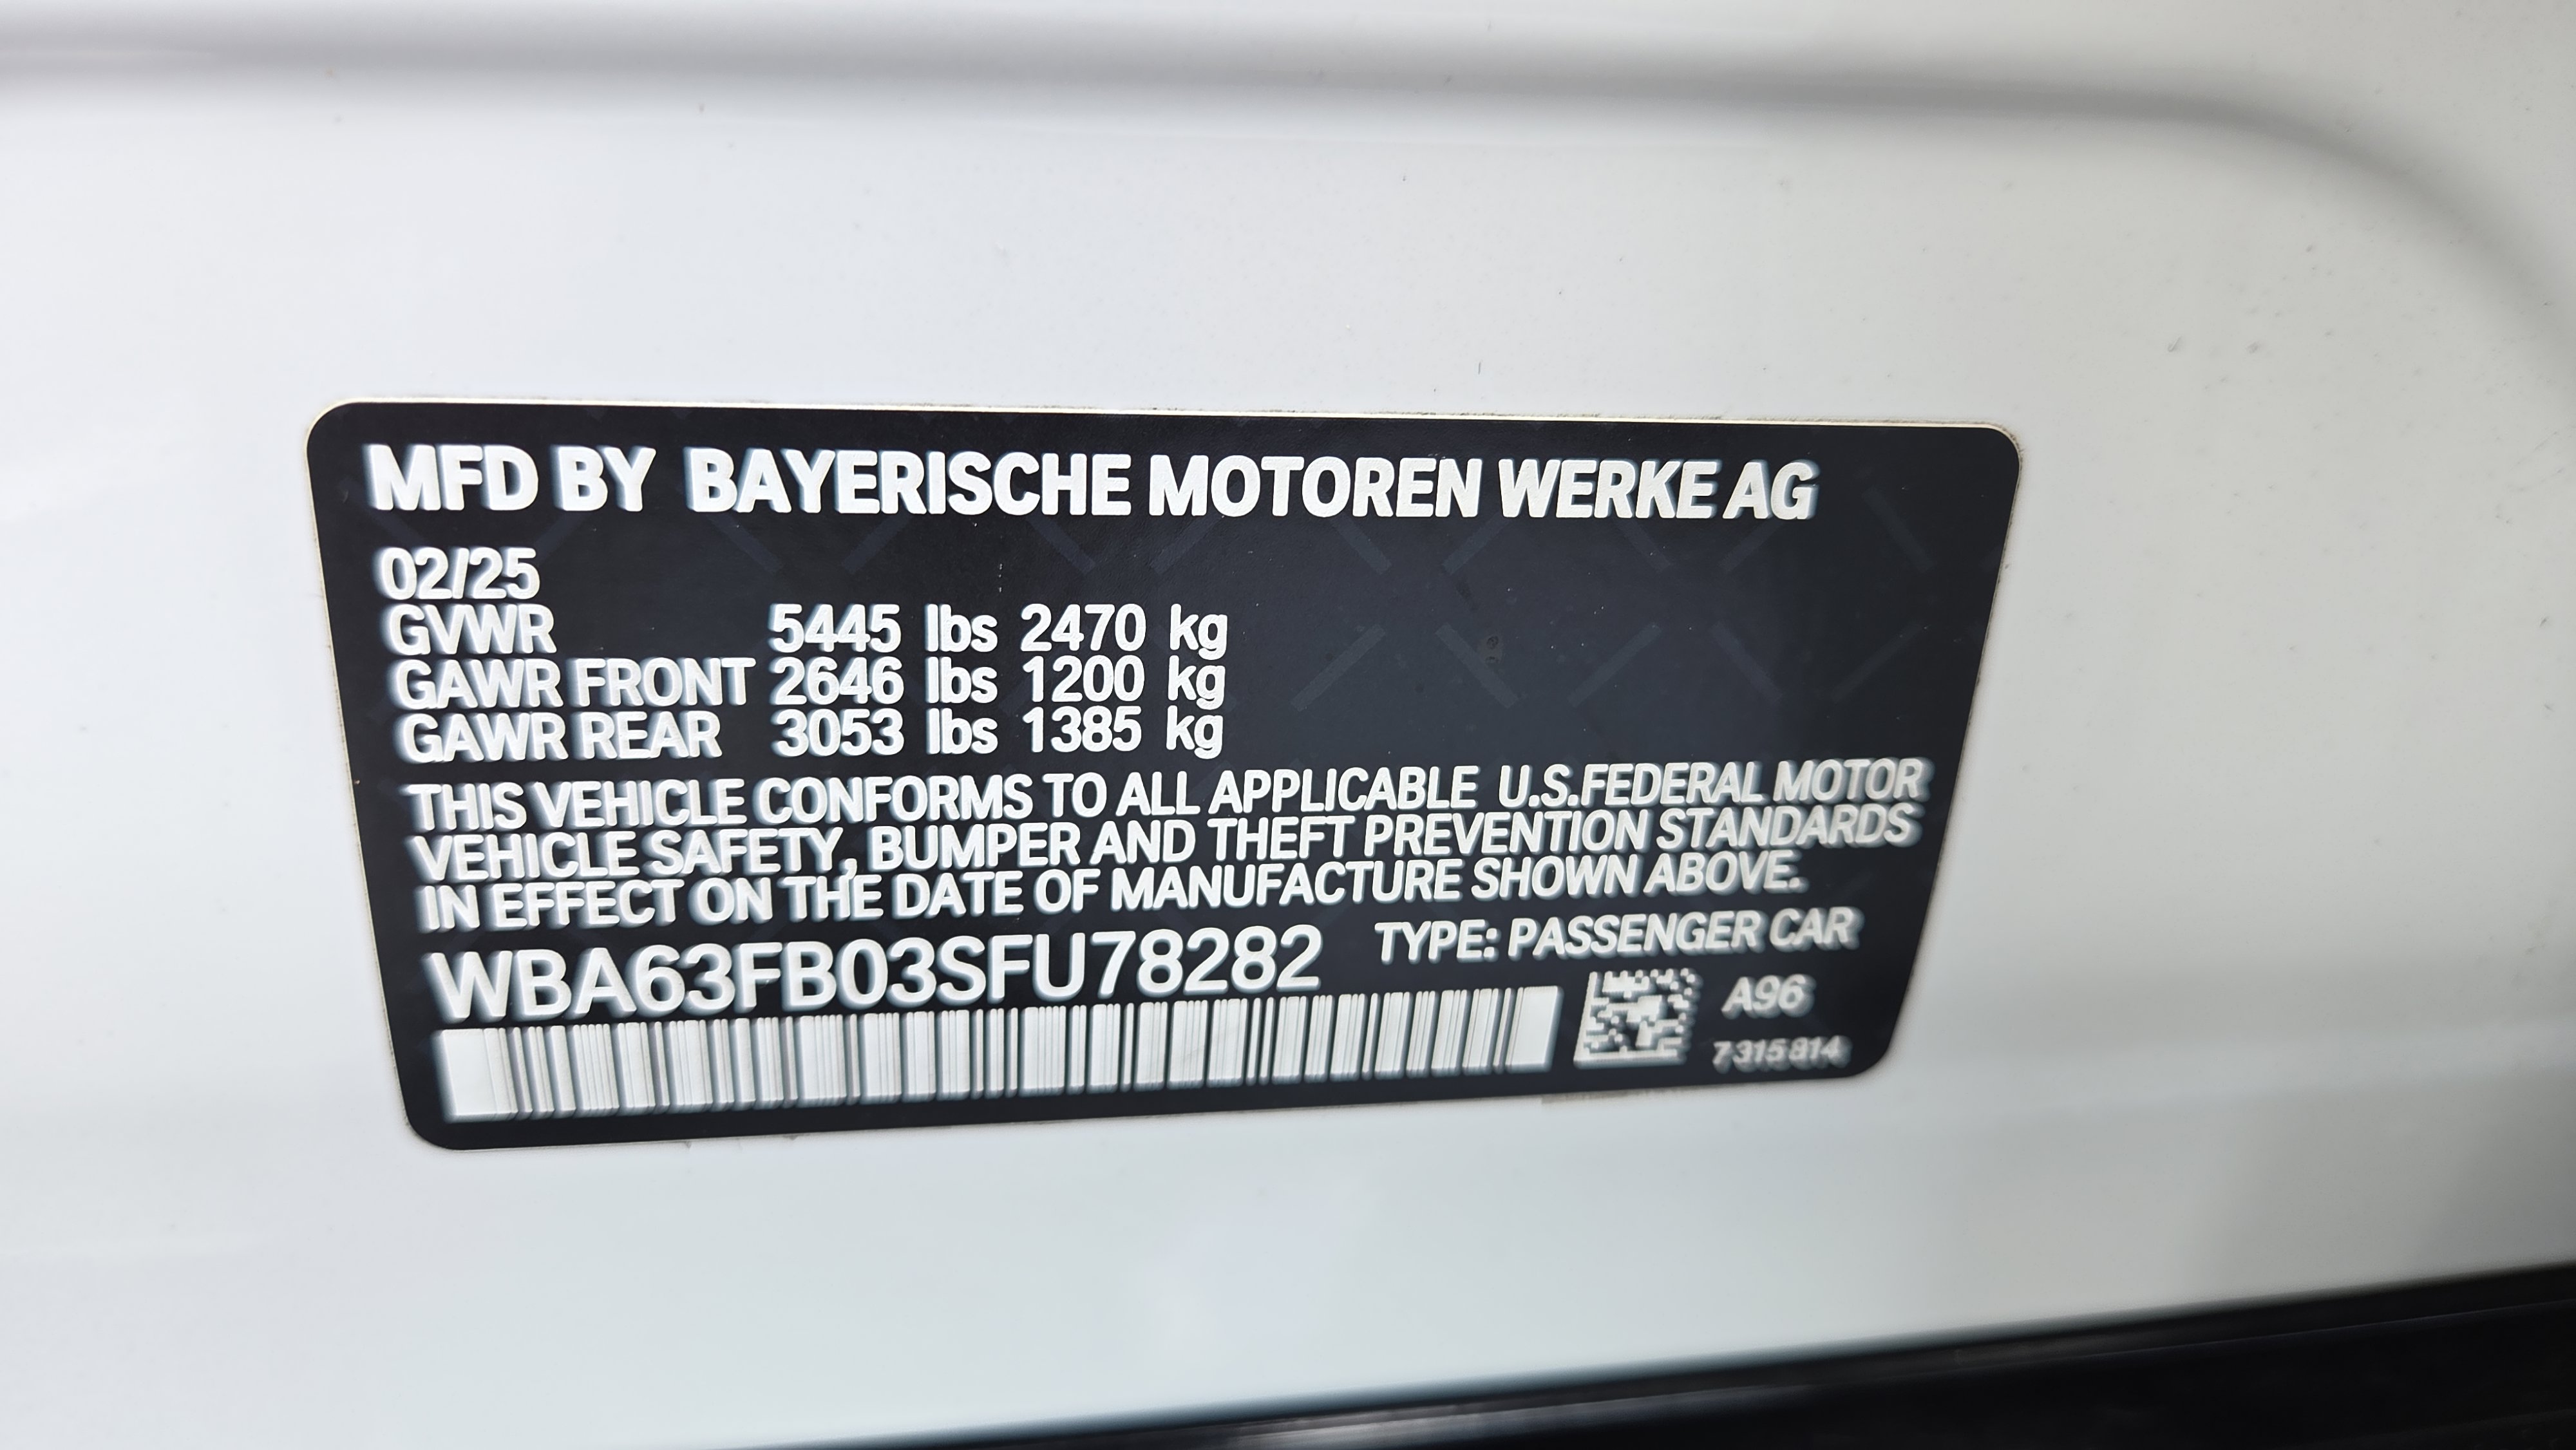 MFD BY BAYERISCHE MOTOREN WERKE AG
02/25
GVWR 5445 lbs 2470 kg
GAWR FRONT 2646 lbs 1200 kg
GAWR REAR 3053 lbs 1385 kg
THIS VEHICLE CONFORMS TO ALL APPLICABLE U.S.FEDERAL MOTOR
VEHICLE SAFETY, BUMPER AND THEFT PREVENTION STANDARDS
IN EFFECT ON THE DATE OF MANUFACTURE SHOWN ABOVE.
WBA63FB03SFU78282 TYPE: PASSENGER CAR
A96
7315814